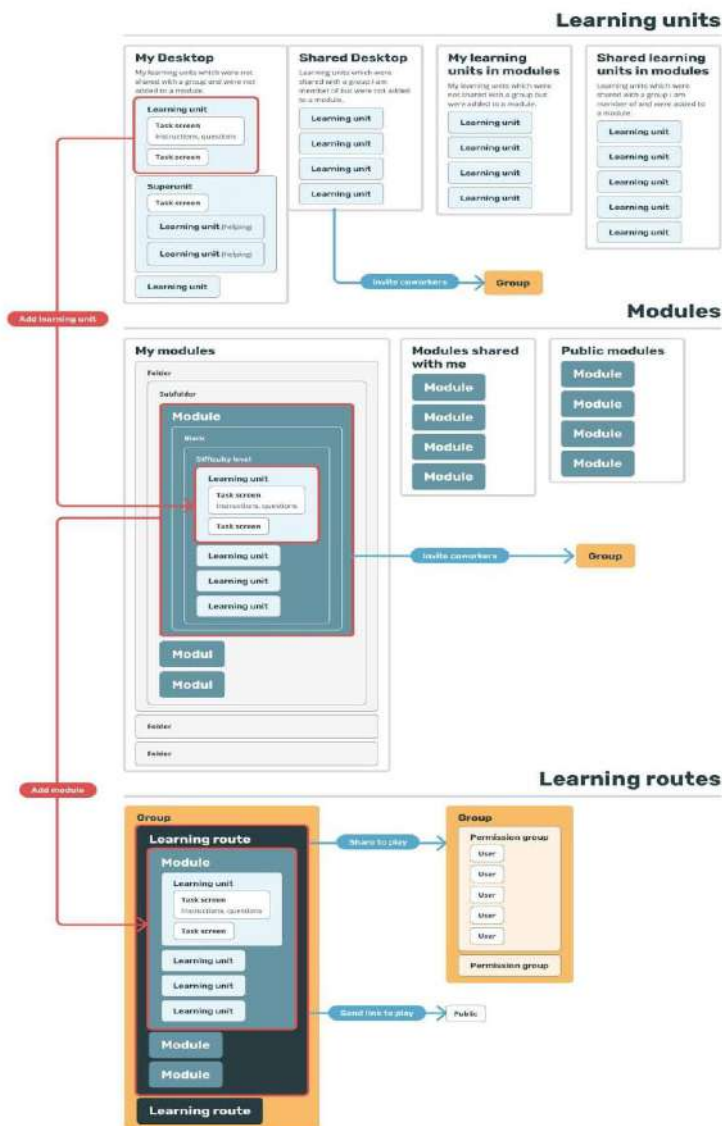 Learning units
My Desktop
My learning units which were not
shared with a group and were not
added to a module.
Learning unit
Task screen
Instructions, questions
Task screen
Superunit
Task screen
Learning unit (helping)
Learning unit (helping)
Learning unit
Shared Desktop
Learning units which were
shared with a group I am
member of but were not added
to a module.
Learning unit
Learning unit
Learning unit
Learning unit
My learning
units in modules
My learning units which were
not shared with a group but
were added to a module.
Learning unit
Learning unit
Learning unit
Learning unit
Shared learning
units in modules
Learning units which were
shared with a group I am
member of and were added to
a module.
Learning unit
Learning unit
Learning unit
Learning unit
Learning unit
Invite coworkers
Group
Add learning unit
Modules
My modules
Folder
Subfolder
Module
Block
Difficulty level
Learning unit
Task screen
Instructions, questions
Task screen
Learning unit
Learning unit
Learning unit
Modul
Modul
Folder
Folder
Modules shared
with me
Module
Module
Module
Module
Public modules
Module
Module
Module
Module
Invite coworkers
Group
Add module
Learning routes
Group
Learning route
Module
Learning unit
Task screen
Instructions, questions
Task screen
Learning unit
Learning unit
Learning unit
Module
Module
Learning route
Share to play
Group
Permission group
User
User
User
User
User
Permission group
Send link to play
Public